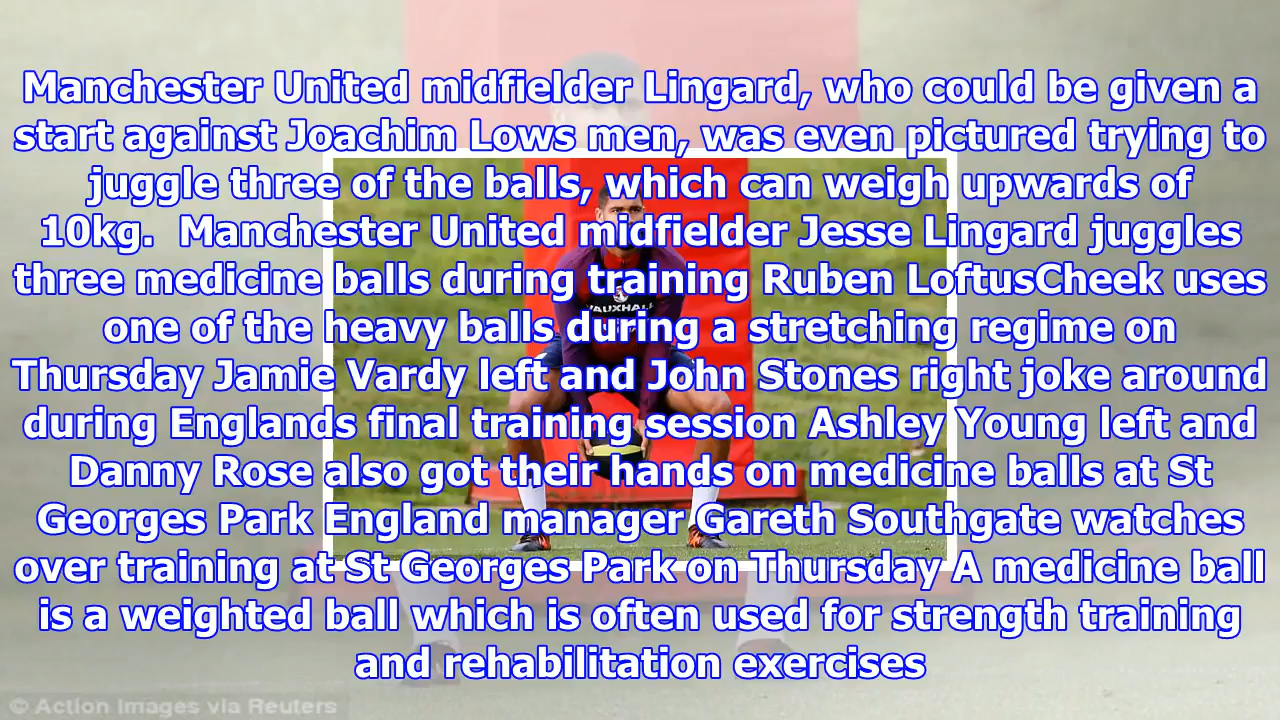 Manchester United midfielder Lingard, who could be given a
start against Joachim Lows men, was even pictured trying to
juggle three of the balls, which can weigh upwards of
10kg.  Manchester United midfielder Jesse Lingard juggles
three medicine balls during training Ruben LoftusCheek uses
one of the heavy balls during a stretching regime on
Thursday Jamie Vardy left and John Stones right joke around
during Englands final training session Ashley Young left and
Danny Rose also got their hands on medicine balls at St
Georges Park England manager Gareth Southgate watches
over training at St Georges Park on Thursday A medicine ball
is a weighted ball which is often used for strength training
and rehabilitation exercises
VAUXHALL
© Action Images via Reuters